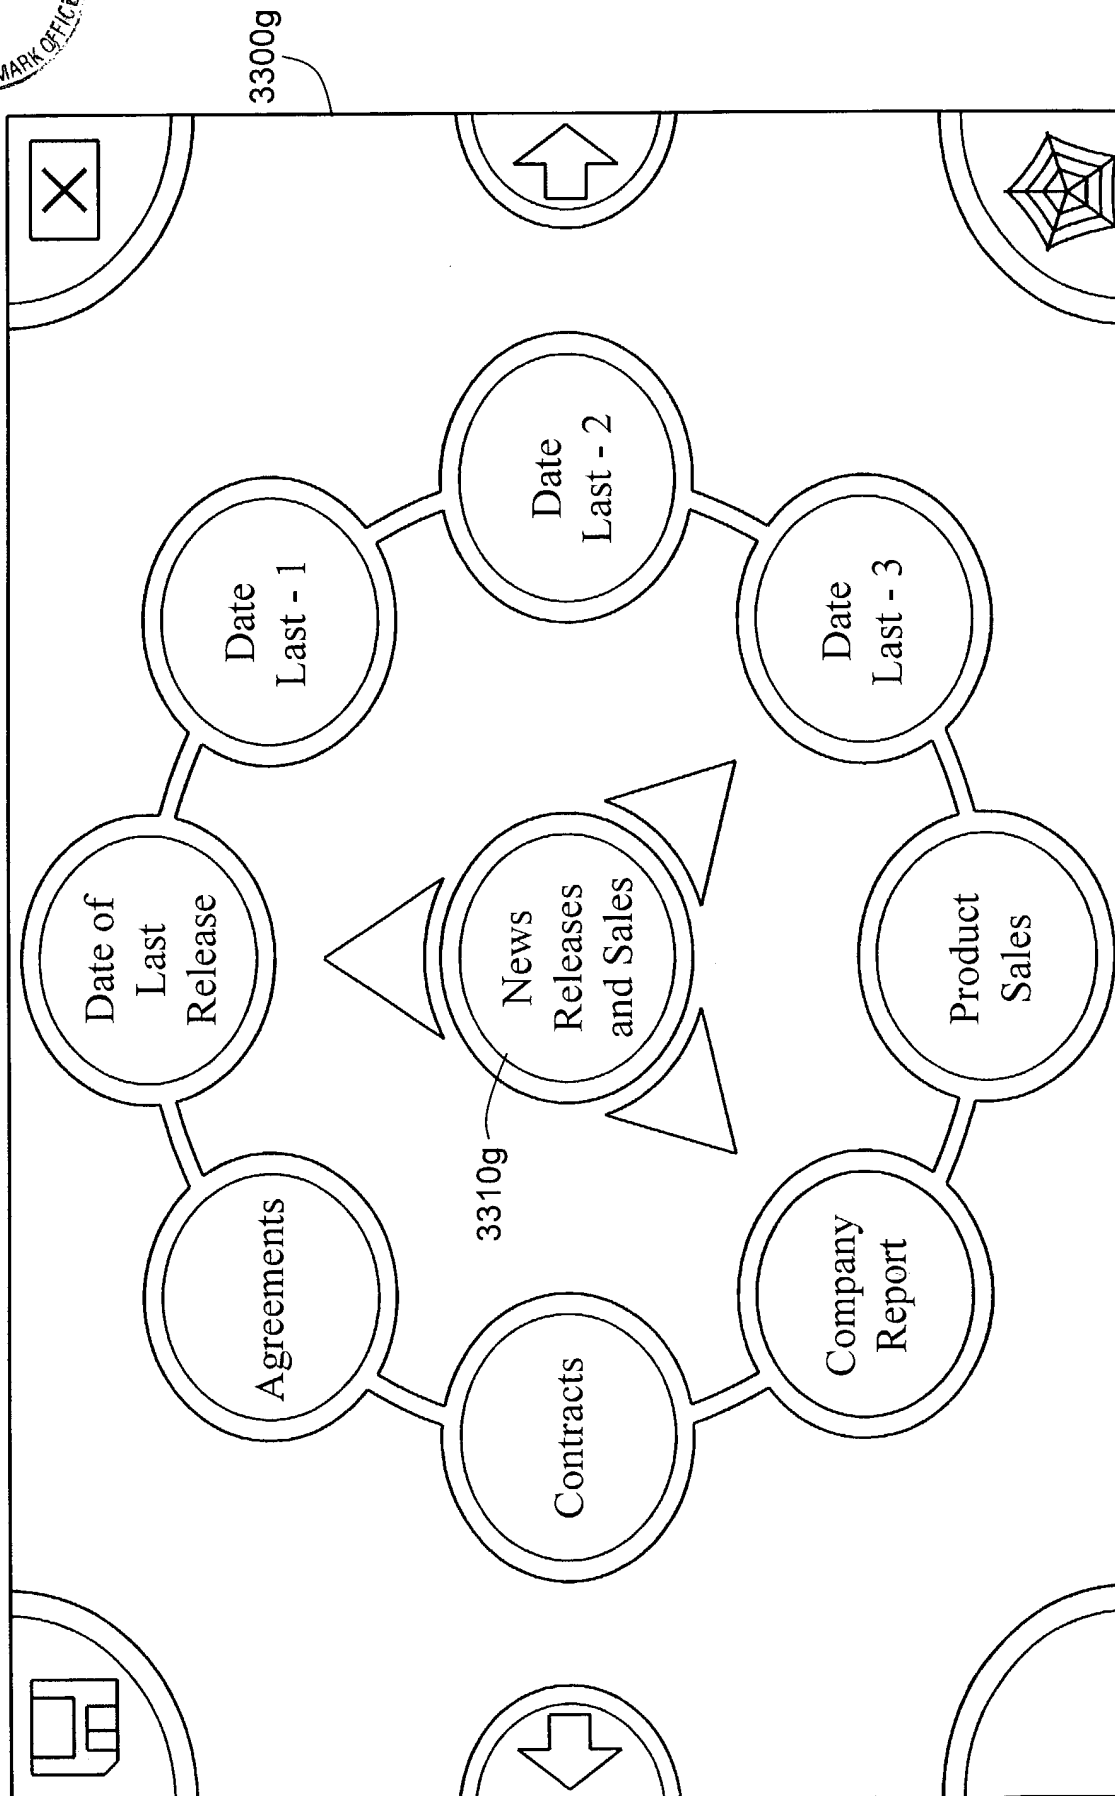 MARK OFFICE
3300g
Date of
Last
Release
Agreements
Date
Last - 1
Contracts
News
Releases
and Sales
3310g
Date
Last - 2
Company
Report
Date
Last - 3
Product
Sales